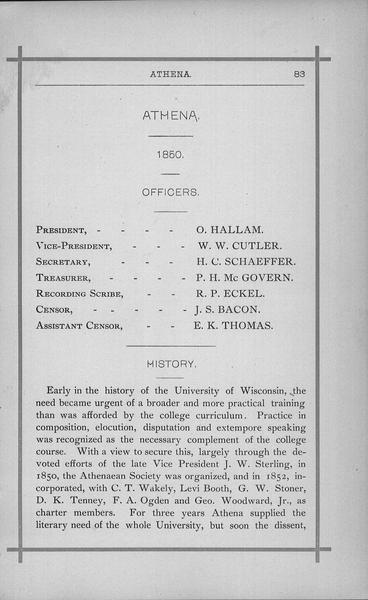 ATHENA. 83
ATHENA.
1850.
OFFICERS.
PRESIDENT, - - - - O. HALLAM.
VICE-PRESIDENT, - - - W. W. CUTLER.
SECRETARY, - - - H. C. SCHAEFFER.
TREASURER, - - - - P. H. Mc GOVERN.
RECORDING SCRIBE, - - R. P. ECKEL.
CENSOR, - - - - - J. S. BACON.
ASSISTANT CENSOR, - - E. K. THOMAS.
HISTORY.
Early in the history of the University of Wisconsin, the
need became urgent of a broader and more practical training
than was afforded by the college curriculum. Practice in
composition, elocution, disputation and extempore speaking
was recognized as the necessary complement of the college
course. With a view to secure this, largely through the de-
voted efforts of the late Vice President J. W. Sterling, in
1850, the Athenaean Society was organized, and in 1852, in-
corporated, with C. T. Wakely, Levi Booth, G. W. Stoner,
D. K. Tenney, F. A. Ogden and Geo. Woodward, Jr., as
charter members. For three years Athena supplied the
literary need of the whole University, but soon the dissent,